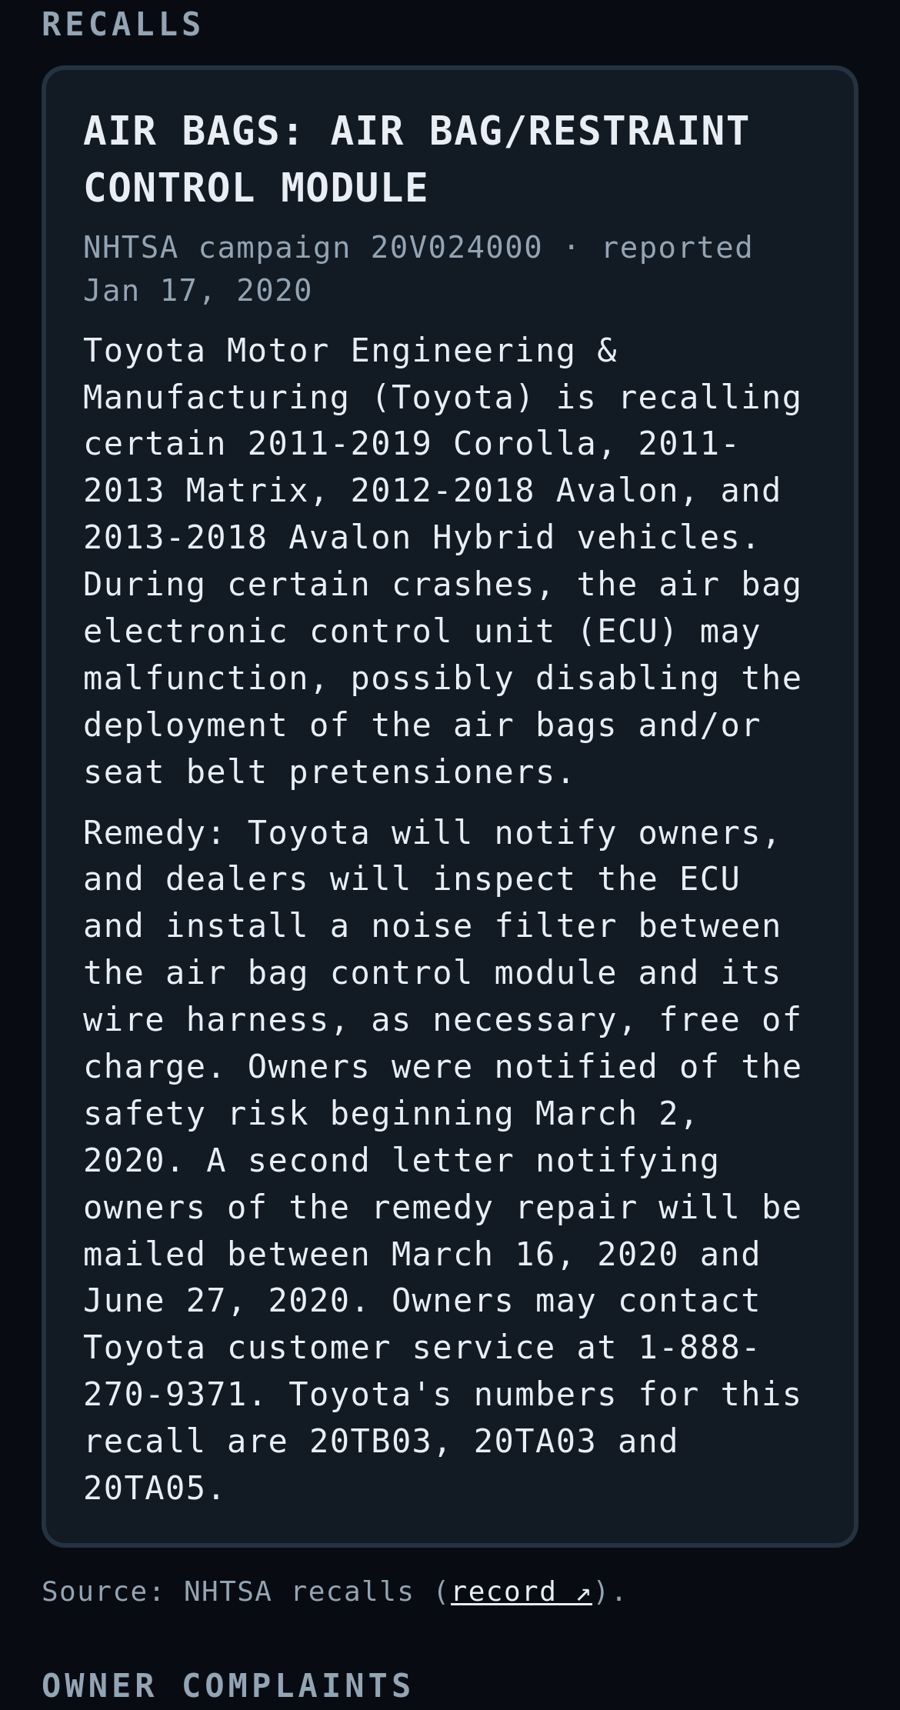 RECALLS
AIR BAGS: AIR BAG/RESTRAINT
CONTROL MODULE
NHTSA campaign 20V024000 · reported
Jan 17, 2020
Toyota Motor Engineering &
Manufacturing (Toyota) is recalling
certain 2011-2019 Corolla, 2011-
2013 Matrix, 2012-2018 Avalon, and
2013-2018 Avalon Hybrid vehicles.
During certain crashes, the air bag
electronic control unit (ECU) may
malfunction, possibly disabling the
deployment of the air bags and/or
seat belt pretensioners.
Remedy: Toyota will notify owners,
and dealers will inspect the ECU
and install a noise filter between
the air bag control module and its
wire harness, as necessary, free of
charge. Owners were notified of the
safety risk beginning March 2,
2020. A second letter notifying
owners of the remedy repair will be
mailed between March 16, 2020 and
June 27, 2020. Owners may contact
Toyota customer service at 1-888-
270-9371. Toyota's numbers for this
recall are 20TB03, 20TA03 and
20TA05.
Source: NHTSA recalls (record ↗).
OWNER COMPLAINTS